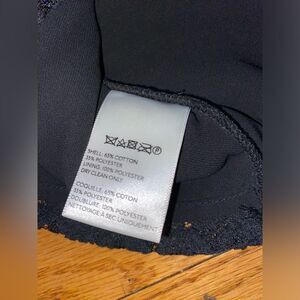 P
SHELL: 65% COTTON
35% POLYESTER
LINING: 100% POLYESTER
DRY CLEAN ONLY
COQUILLE: 65% COTON
35% POLYESTER
DOUBLURE: 100% POLYESTER
NETTOYAGE À SEC UNIQUEMENT